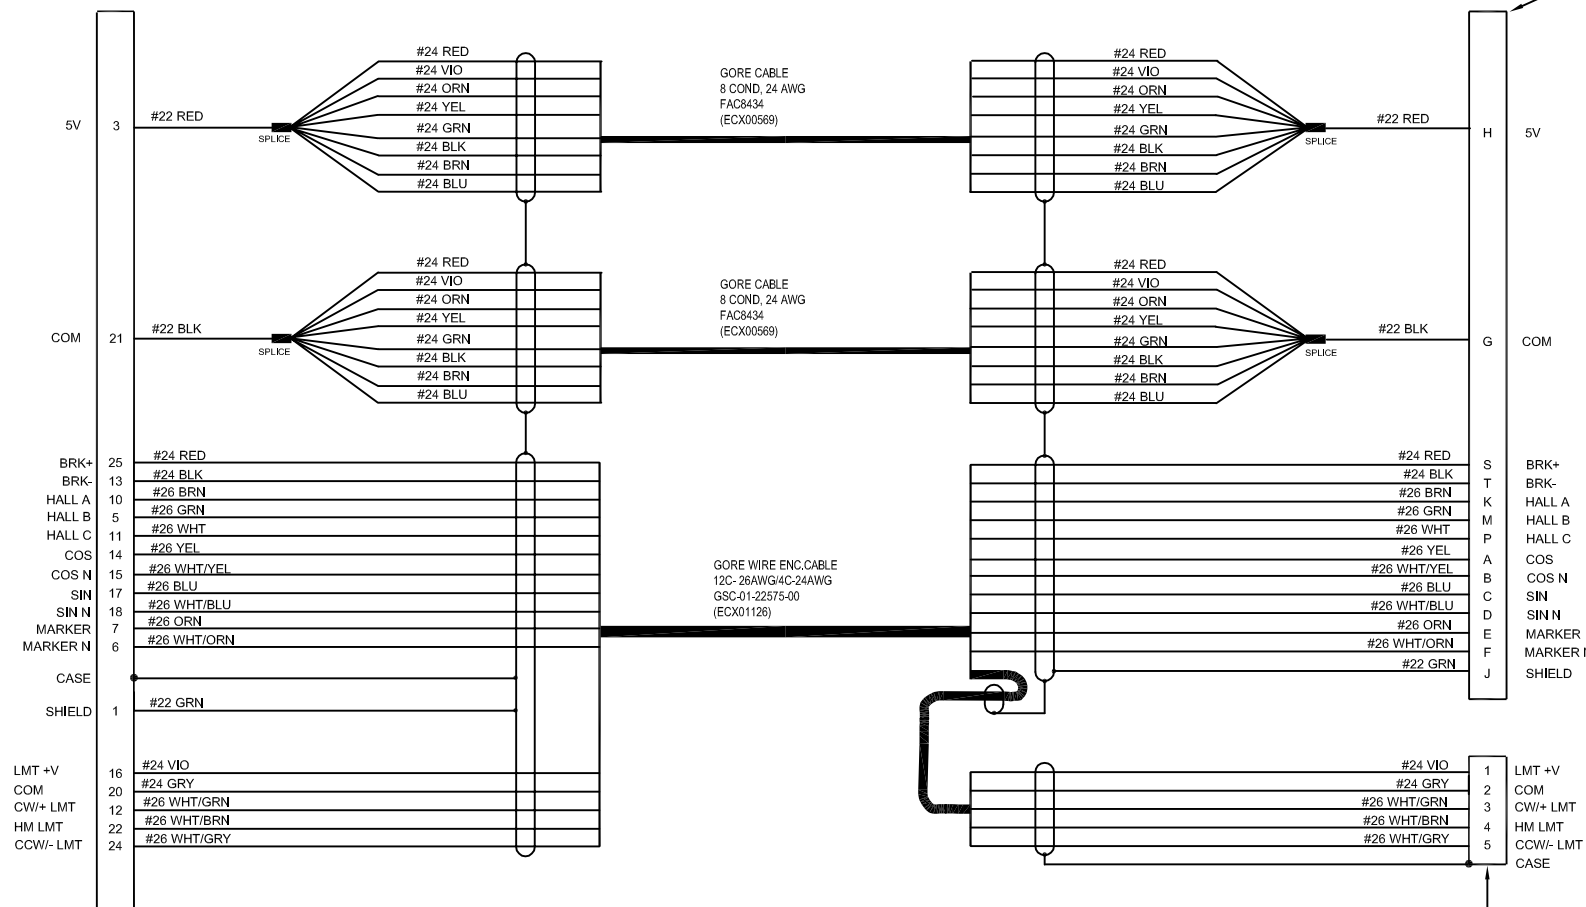 #24 RED
#24 VIO
#24 ORN
#24 YEL
#24 GRN
#24 BLK
#24 BRN
#24 BLU
5V 3 #22 RED
SPLICE
GORE CABLE
8 COND, 24 AWG
FAC8434
(ECX00569)
#24 RED
#24 VIO
#24 ORN
#24 YEL
#24 GRN
#24 BLK
#24 BRN
#24 BLU
SPLICE
#22 RED H 5V
#24 RED
#24 VIO
#24 ORN
#24 YEL
#24 GRN
#24 BLK
#24 BRN
#24 BLU
COM 21 #22 BLK
SPLICE
GORE CABLE
8 COND, 24 AWG
FAC8434
(ECX00569)
#24 RED
#24 VIO
#24 ORN
#24 YEL
#24 GRN
#24 BLK
#24 BRN
#24 BLU
SPLICE
#22 BLK G COM
BRK+ 25 #24 RED
BRK- 13 #24 BLK
HALL A 10 #26 BRN
HALL B 5 #26 GRN
HALL C 11 #26 WHT
COS 14 #26 YEL
COS N 15 #26 WHT/YEL
SIN 17 #26 BLU
SIN N 18 #26 WHT/BLU
MARKER 7 #26 ORN
MARKER N 6 #26 WHT/ORN
CASE
SHIELD 1 #22 GRN
LMT +V 16 #24 VIO
COM 20 #24 GRY
CW/+ LMT 12 #26 WHT/GRN
HM LMT 22 #26 WHT/BRN
CCW/- LMT 24 #26 WHT/GRY
GORE WIRE ENC.CABLE
12C- 26AWG/4C-24AWG
GSC-01-22575-00
(ECX01126)
#24 RED S BRK+
#24 BLK T BRK-
#26 BRN K HALL A
#26 GRN M HALL B
#26 WHT P HALL C
#26 YEL A COS
#26 WHT/YEL B COS N
#26 BLU C SIN
#26 WHT/BLU D SIN N
#26 ORN E MARKER
#26 WHT/ORN F MARKER
#22 GRN J SHIELD
#24 VIO 1 LMT +V
#24 GRY 2 COM
#26 WHT/GRN 3 CW/+ LMT
#26 WHT/BRN 4 HM LMT
#26 WHT/GRY 5 CCW/- LMT
CASE